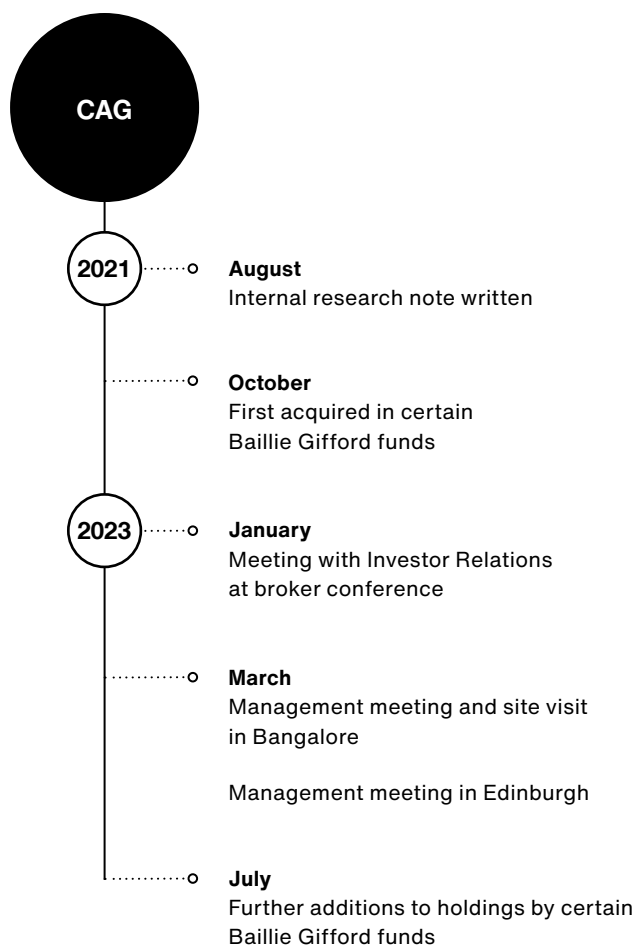 CAG
2021
August
Internal research note written
October
First acquired in certain
Baillie Gifford funds
2023
January
Meeting with Investor Relations
at broker conference
March
Management meeting and site visit
in Bangalore
Management meeting in Edinburgh
July
Further additions to holdings by certain
Baillie Gifford funds